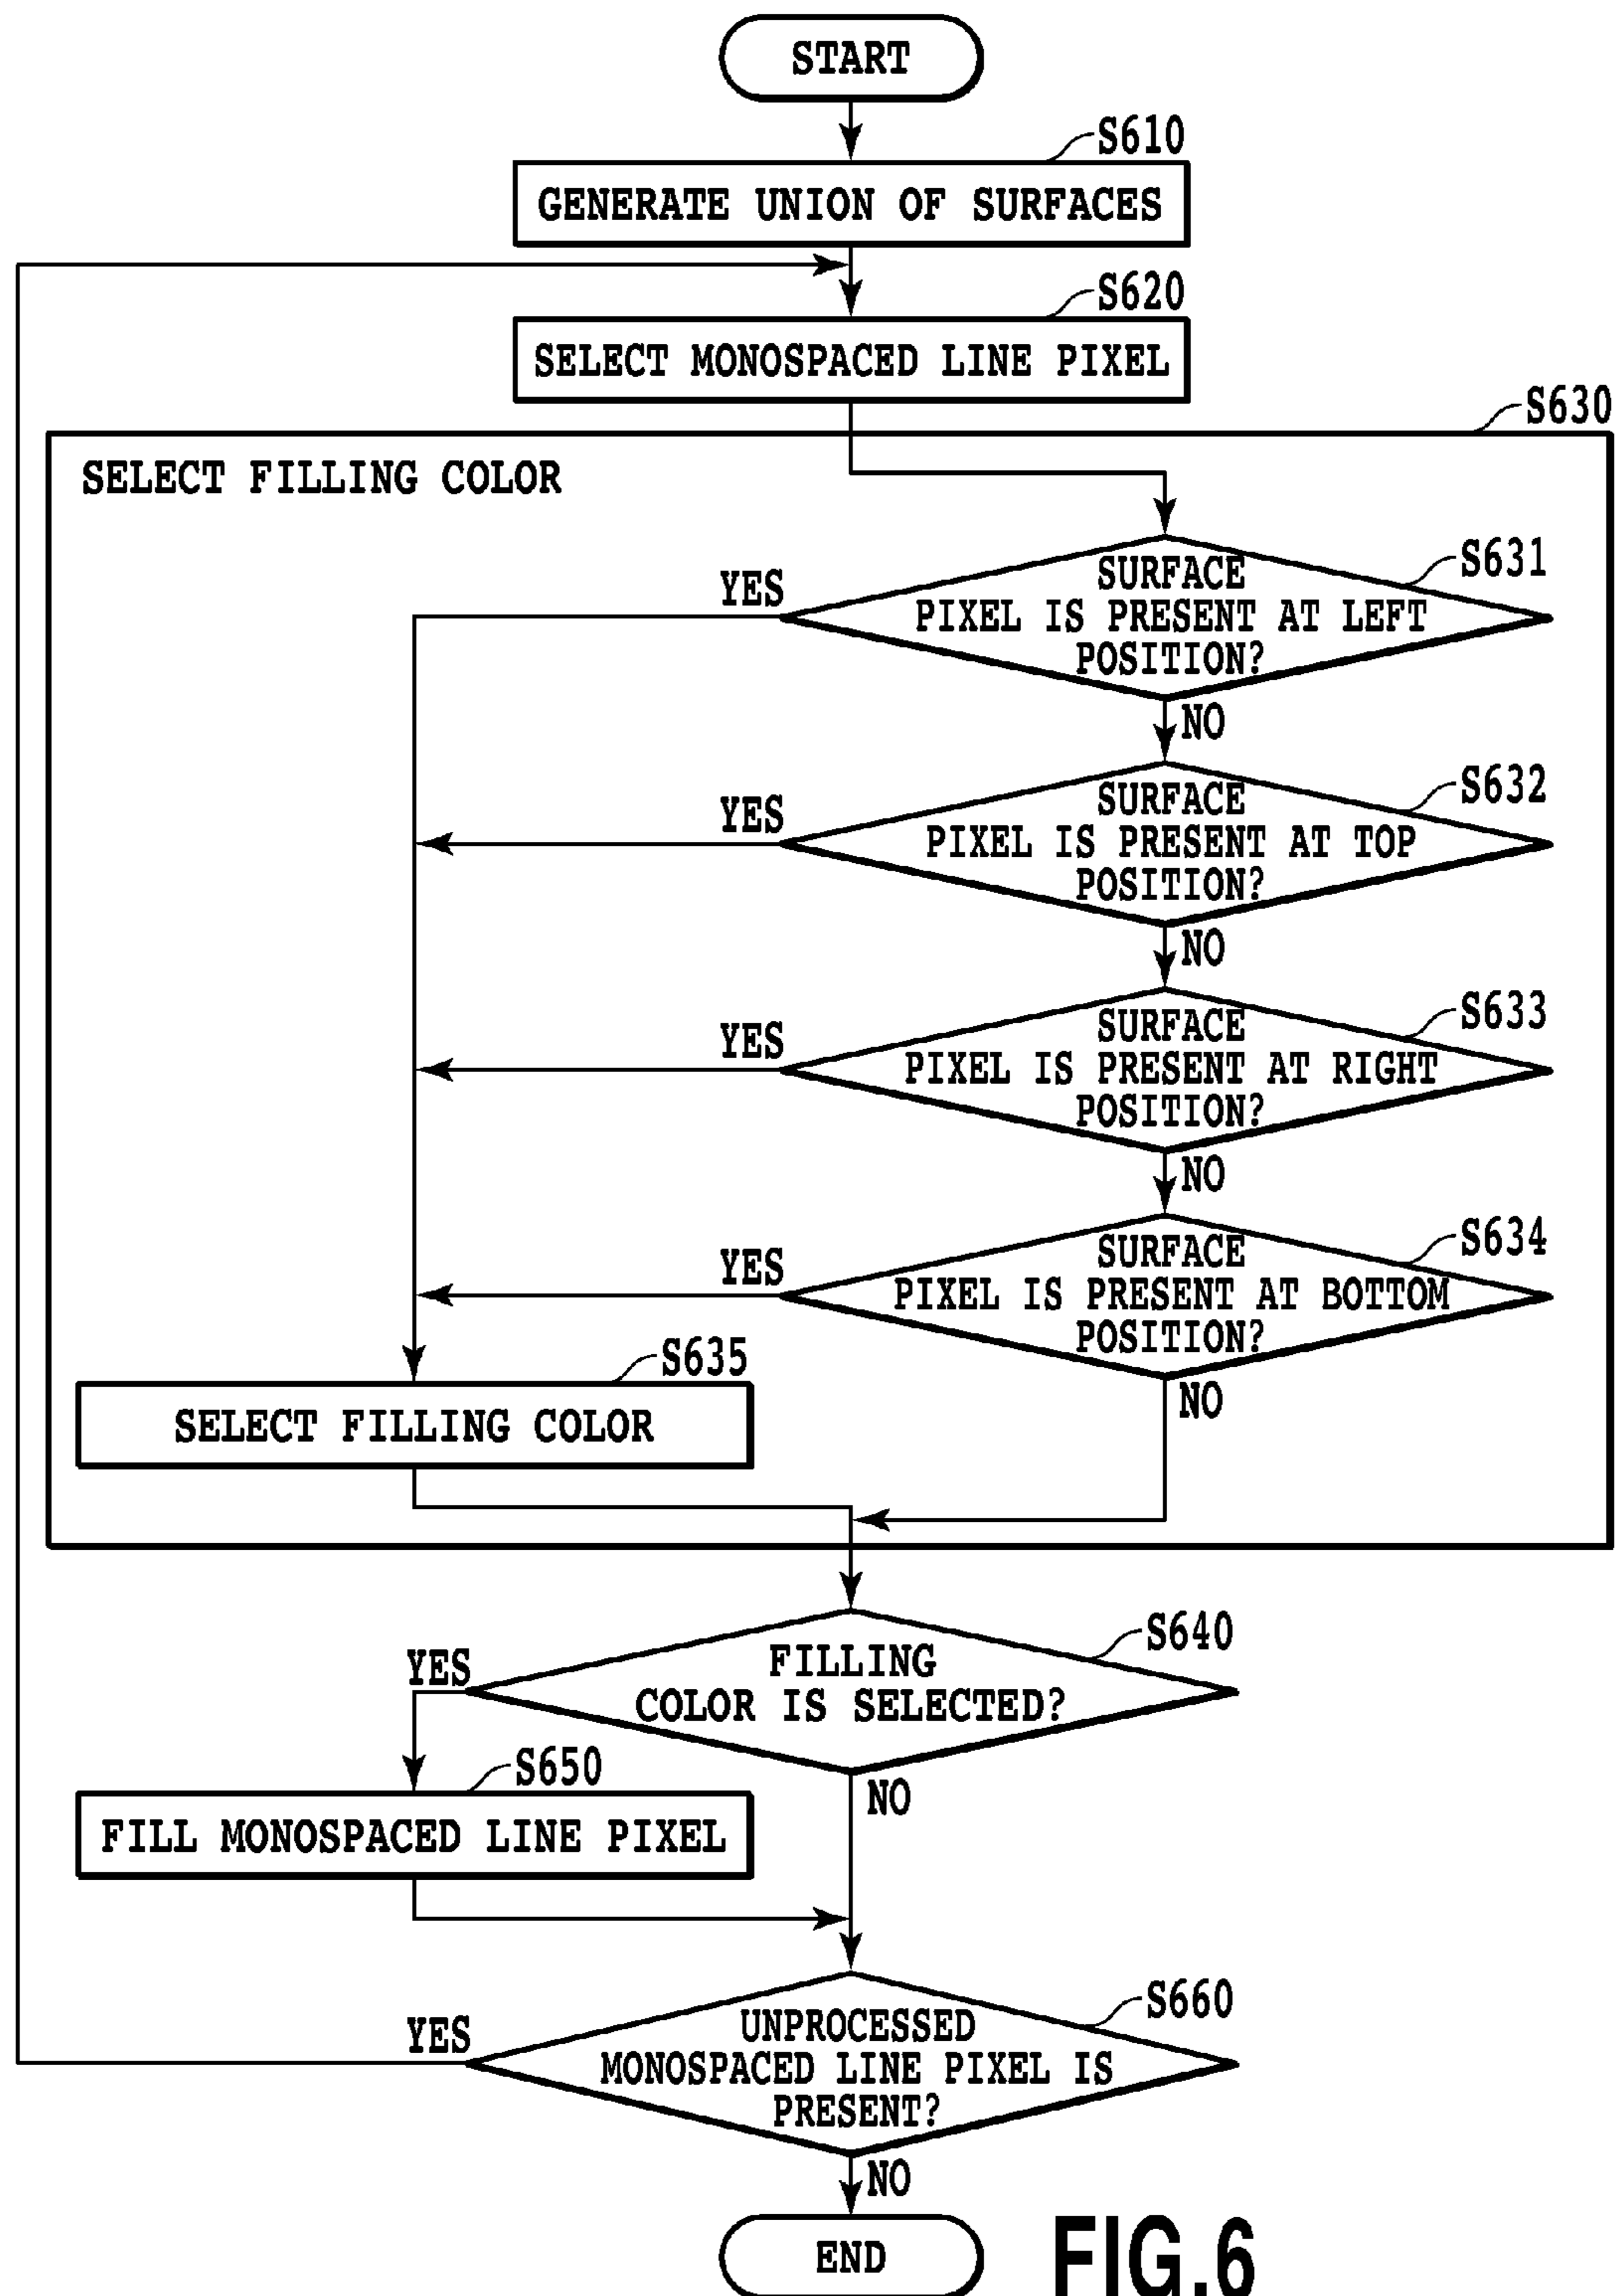 START
S610
GENERATE UNION OF SURFACES
S620
SELECT MONOSPACED LINE PIXEL
S630
SELECT FILLING COLOR
S631
YES
SURFACE
PIXEL IS PRESENT AT LEFT
POSITION?
NO
S632
YES
SURFACE
PIXEL IS PRESENT AT TOP
POSITION?
NO
S633
YES
SURFACE
PIXEL IS PRESENT AT RIGHT
POSITION?
NO
S634
YES
SURFACE
PIXEL IS PRESENT AT BOTTOM
POSITION?
NO
S635
SELECT FILLING COLOR
S640
YES
FILLING
COLOR IS SELECTED?
NO
S650
FILL MONOSPACED LINE PIXEL
S660
YES
UNPROCESSED
MONOSPACED LINE PIXEL IS
PRESENT?
NO
END
FIG.6